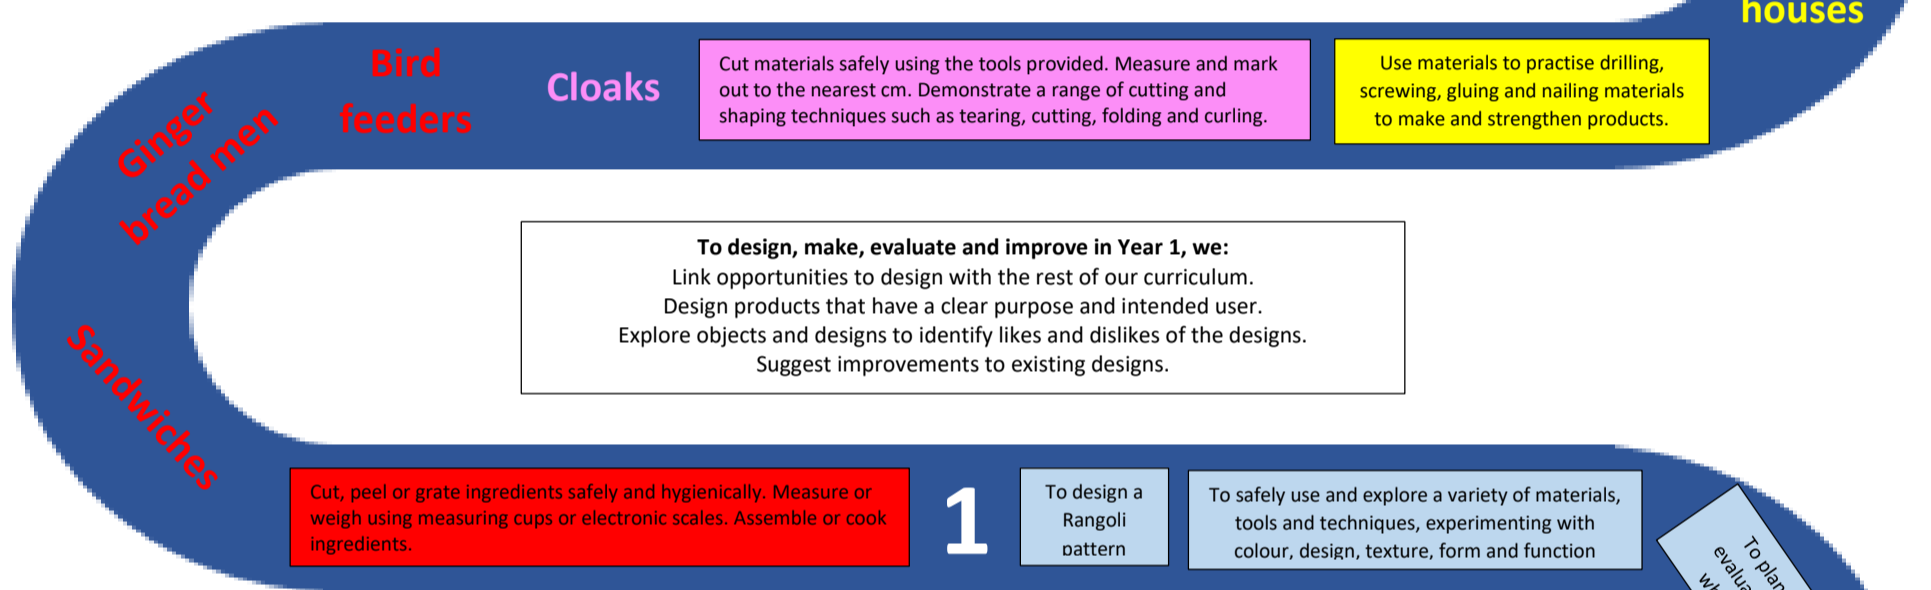 houses
Bird
feeders
Cloaks
Cut materials safely using the tools provided. Measure and mark
out to the nearest cm. Demonstrate a range of cutting and
shaping techniques such as tearing, cutting, folding and curling.
Use materials to practise drilling,
screwing, gluing and nailing materials
to make and strengthen products.
Ginger
bread men
To design, make, evaluate and improve in Year 1, we:
Link opportunities to design with the rest of our curriculum.
Design products that have a clear purpose and intended user.
Explore objects and designs to identify likes and dislikes of the designs.
Suggest improvements to existing designs.
Sandwiches
Cut, peel or grate ingredients safely and hygienically. Measure or
weigh using measuring cups or electronic scales. Assemble or cook
ingredients.
1
To design a
Rangoli
pattern
To safely use and explore a variety of materials,
tools and techniques, experimenting with
colour, design, texture, form and function
To plan